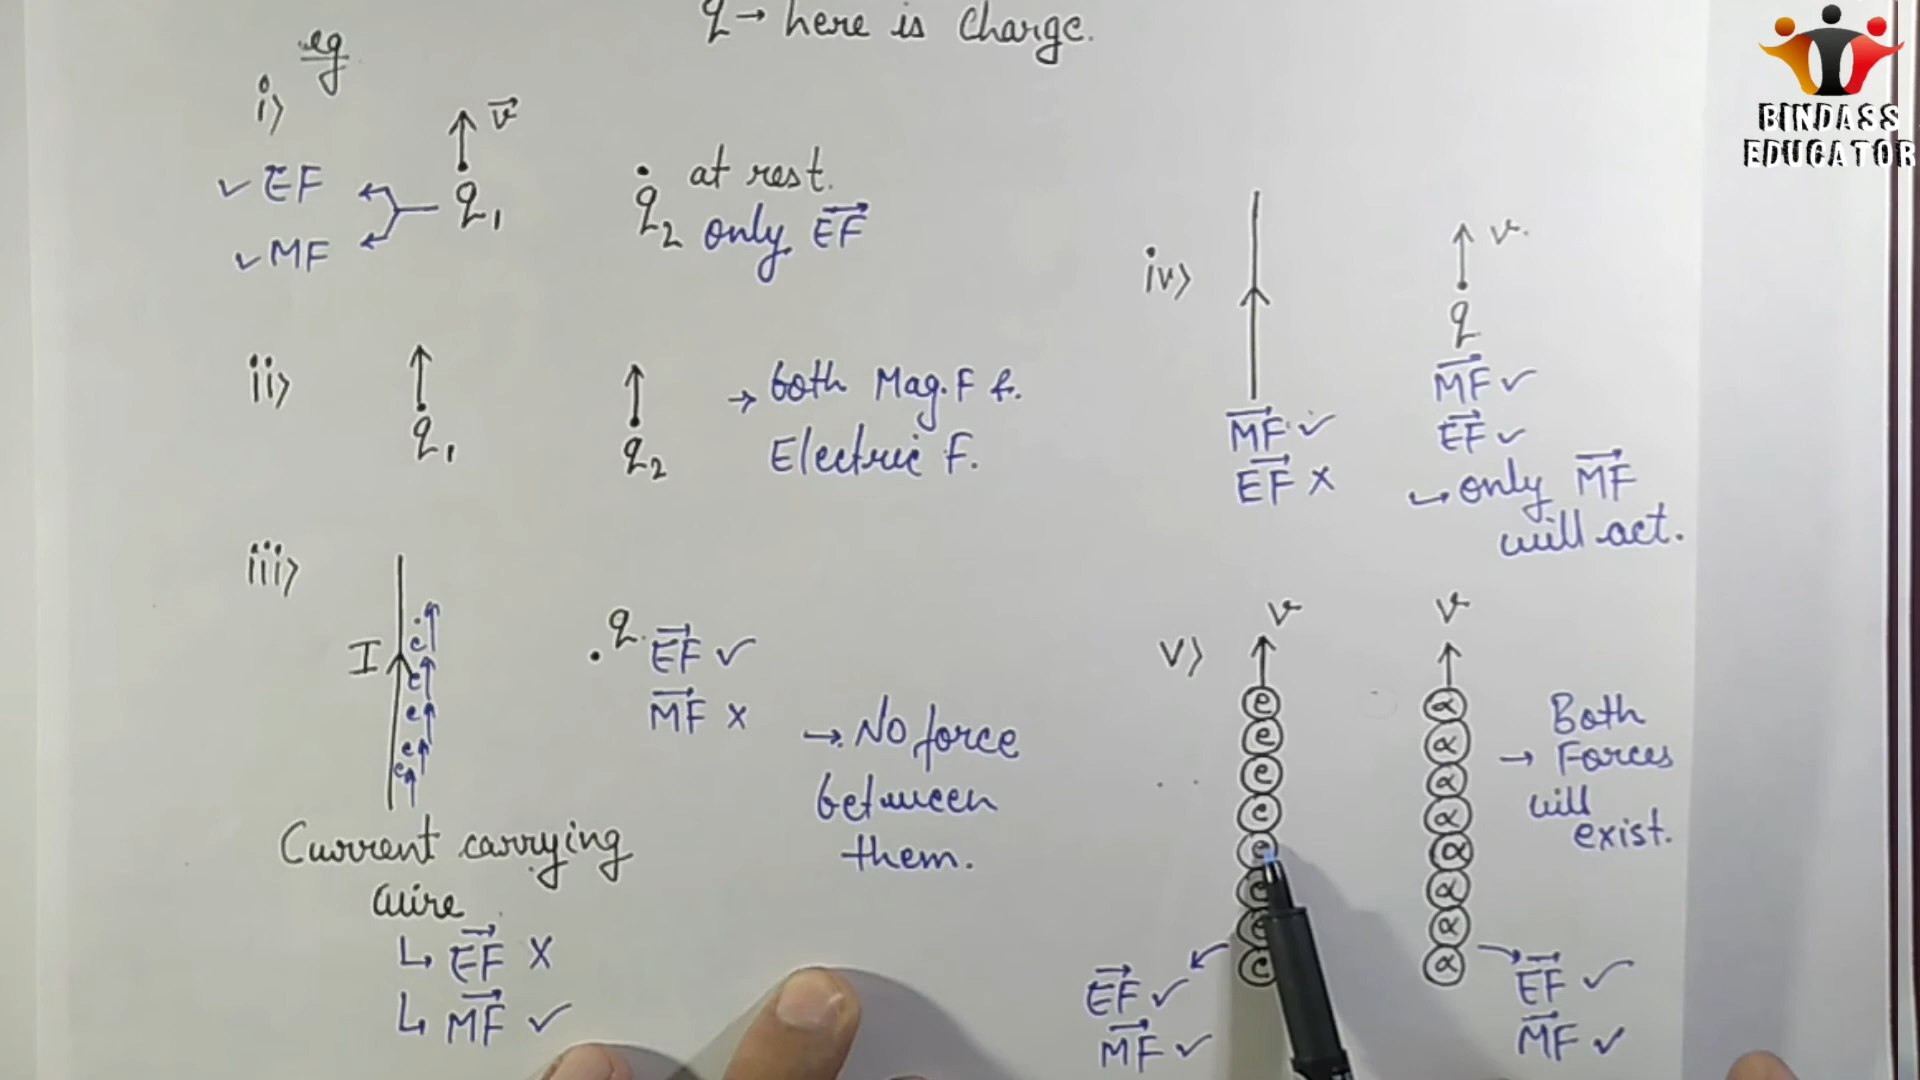 q → here is Charge.
eg
i>
v
✓ EF
✓ MF
q1
q2
at rest.
only EF
ii>
q1
q2
→ both Mag. F &
Electric F.
iii>
I
e
e
e
e
e
q
EF ✓
MF x
→ No force
between
them.
Current carrying
wire
↳ EF X
↳ MF ✓
iv>
MF ✓
EF X
v.
q
MF ✓
EF ✓
↳ only MF
will act.
v>
v
e
e
e
e
e
e
e
e
EF ✓
MF ✓
v
α
α
α
α
α
α
α
α
→ Both
Forces
will
exist.
EF ✓
MF ✓
BINDASS
EDUCATOR